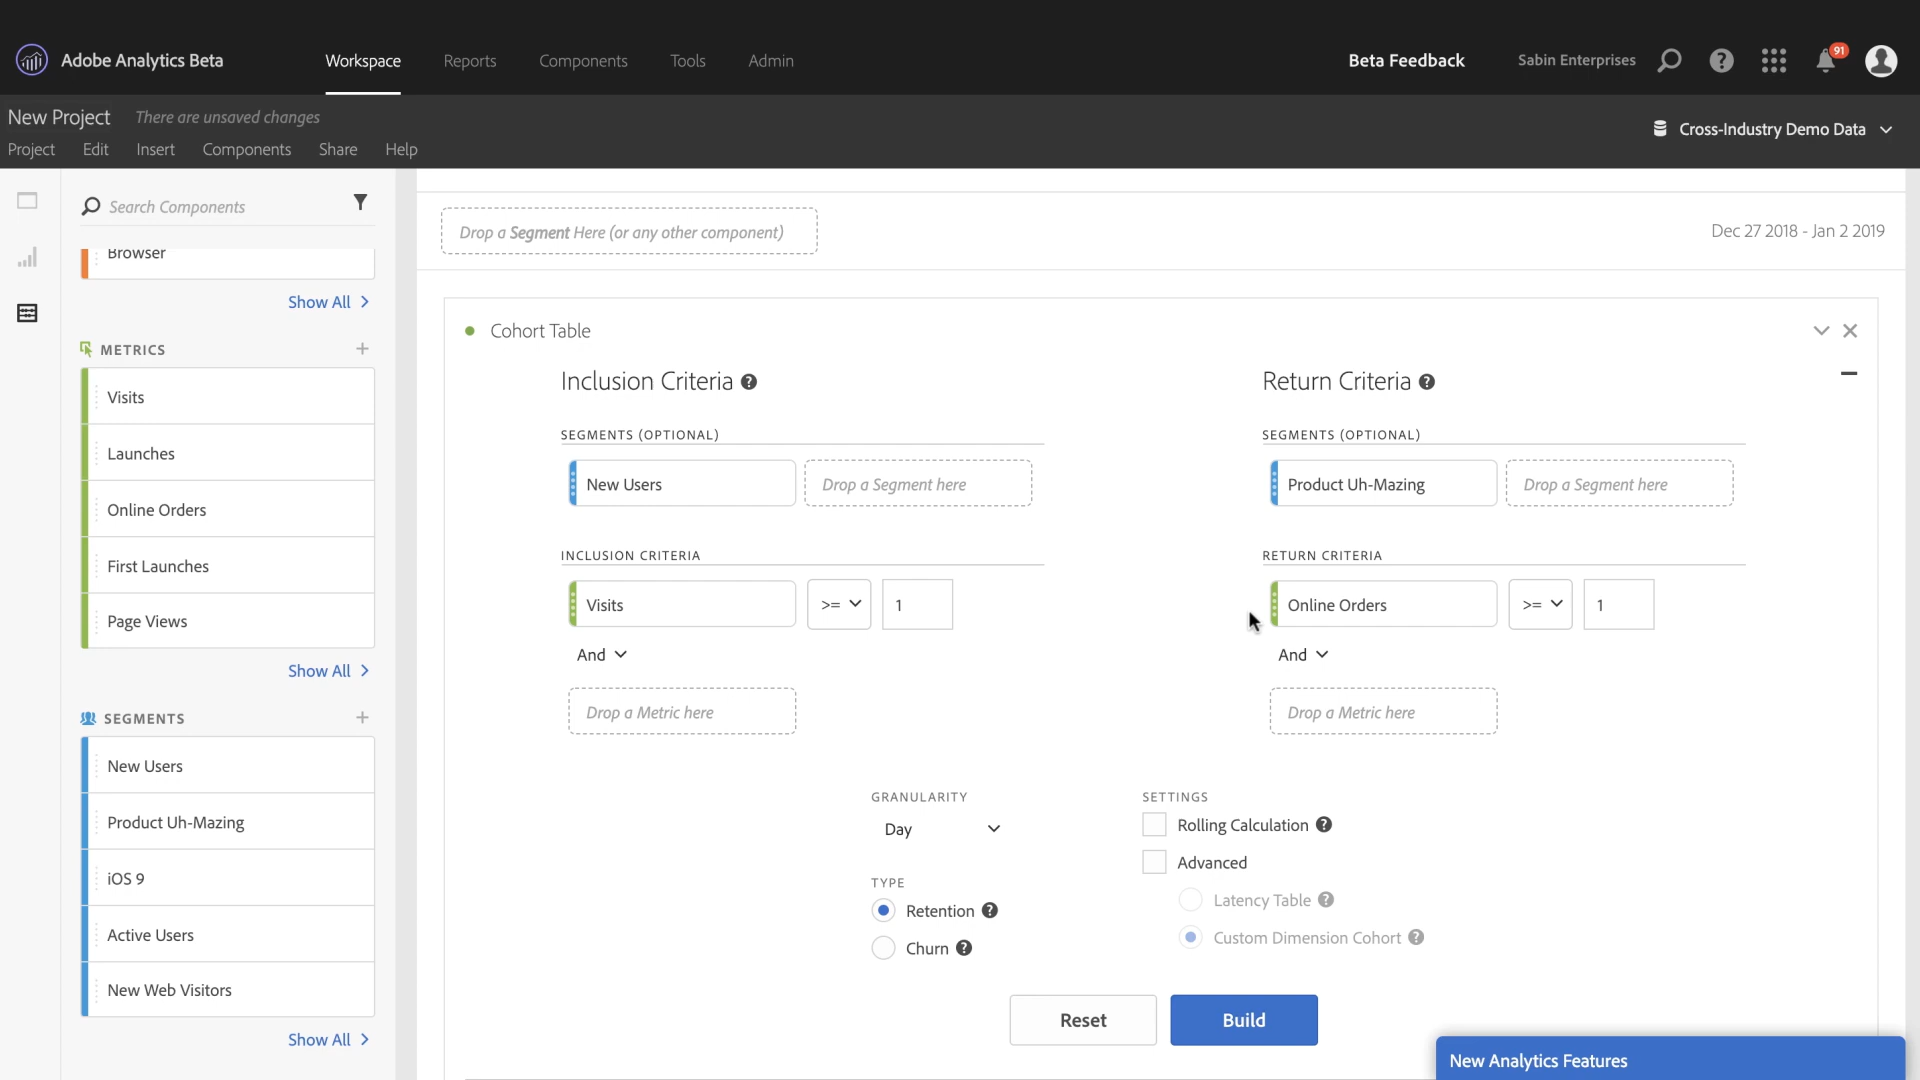 Adobe Analytics Beta
Workspace
Reports
Components
Tools
Admin
Beta Feedback
Sabin Enterprises
91
New Project
There are unsaved changes
Project
Edit
Insert
Components
Share
Help
Cross-Industry Demo Data
Search Components
Browser
Show All
METRICS
Visits
Launches
Online Orders
First Launches
Page Views
Show All
SEGMENTS
New Users
Product Uh-Mazing
iOS 9
Active Users
New Web Visitors
Show All
Drop a Segment Here (or any other component)
Dec 27 2018 - Jan 2 2019
Cohort Table
Inclusion Criteria
SEGMENTS (OPTIONAL)
New Users
Drop a Segment here
INCLUSION CRITERIA
Visits
>=
1
And
Drop a Metric here
Return Criteria
SEGMENTS (OPTIONAL)
Product Uh-Mazing
Drop a Segment here
RETURN CRITERIA
Online Orders
>=
1
And
Drop a Metric here
GRANULARITY
Day
TYPE
Retention
Churn
SETTINGS
Rolling Calculation
Advanced
Latency Table
Custom Dimension Cohort
Reset
Build
New Analytics Features